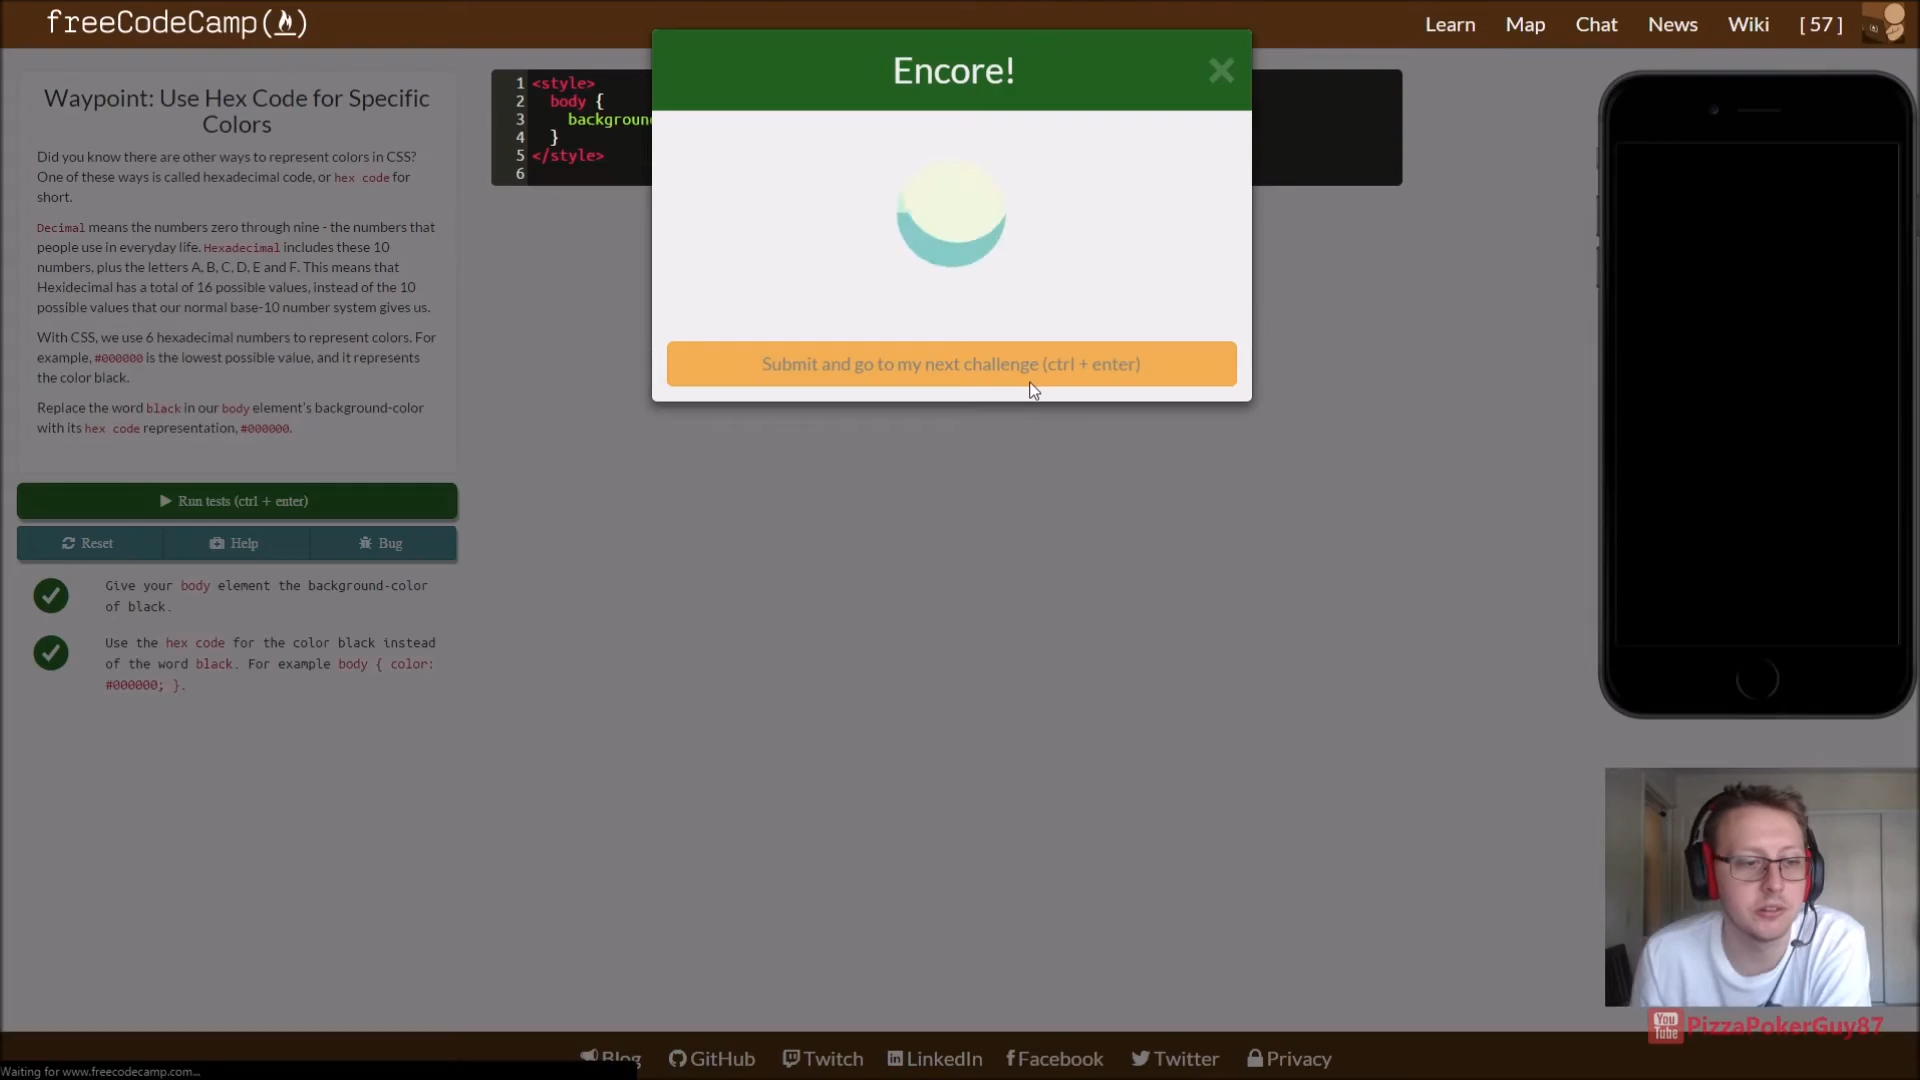 freeCodeCamp(🔥)
Learn Map Chat News Wiki [ 57 ]
Encore!
Waypoint: Use Hex Code for Specific
Colors
Did you know there are other ways to represent colors in CSS?
One of these ways is called hexadecimal code, or hex code for
short.
Decimal means the numbers zero through nine - the numbers that
people use in everyday life. Hexadecimal includes these 10
numbers, plus the letters A, B, C, D, E and F. This means that
Hexidecimal has a total of 16 possible values, instead of the 10
possible values that our normal base-10 number system gives us.
With CSS, we use 6 hexadecimal numbers to represent colors. For
example, #000000 is the lowest possible value, and it represents
the color black.
Replace the word black in our body element's background-color
with its hex code representation, #000000.
Run tests (ctrl + enter)
Reset Help Bug
Give your body element the background-color
of black.
Use the hex code for the color black instead
of the word black. For example body { color:
#000000; }.
1 <style>
2 body {
3 background
4 }
5 </style>
6
Submit and go to my next challenge (ctrl + enter)
You Tube PizzaPokerGuy87
Blog GitHub Twitch LinkedIn Facebook Twitter Privacy
Waiting for www.freecodecamp.com...